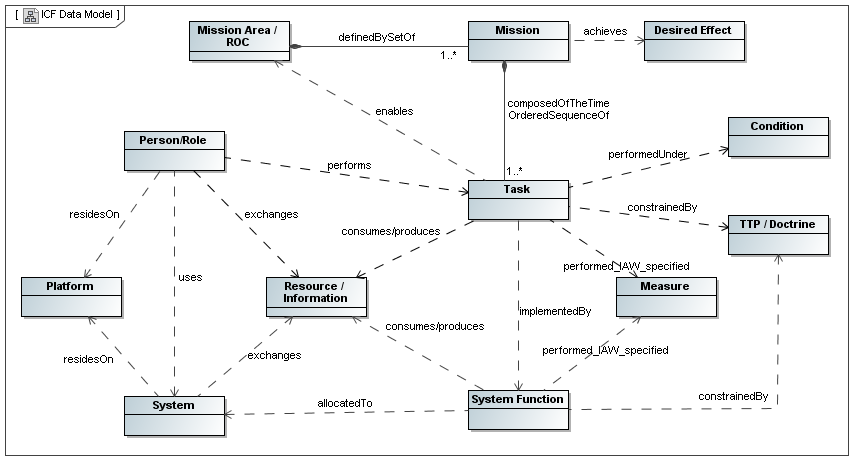 [ ICF Data Model ]
Mission Area /
ROC
definedBySetOf
1..*
Mission
achieves
Desired Effect
composedOfTheTime
OrderedSequenceOf
enables
Condition
Person/Role
performs
performedUnder
1..*
Task
residesOn
exchanges
constrainedBy
consumes/produces
TTP / Doctrine
performed_IAW_specified
Platform
uses
Resource /
Information
Measure
implementedBy
consumes/produces
residesOn
exchanges
performed_IAW_specified
System
allocatedTo
System Function
constrainedBy